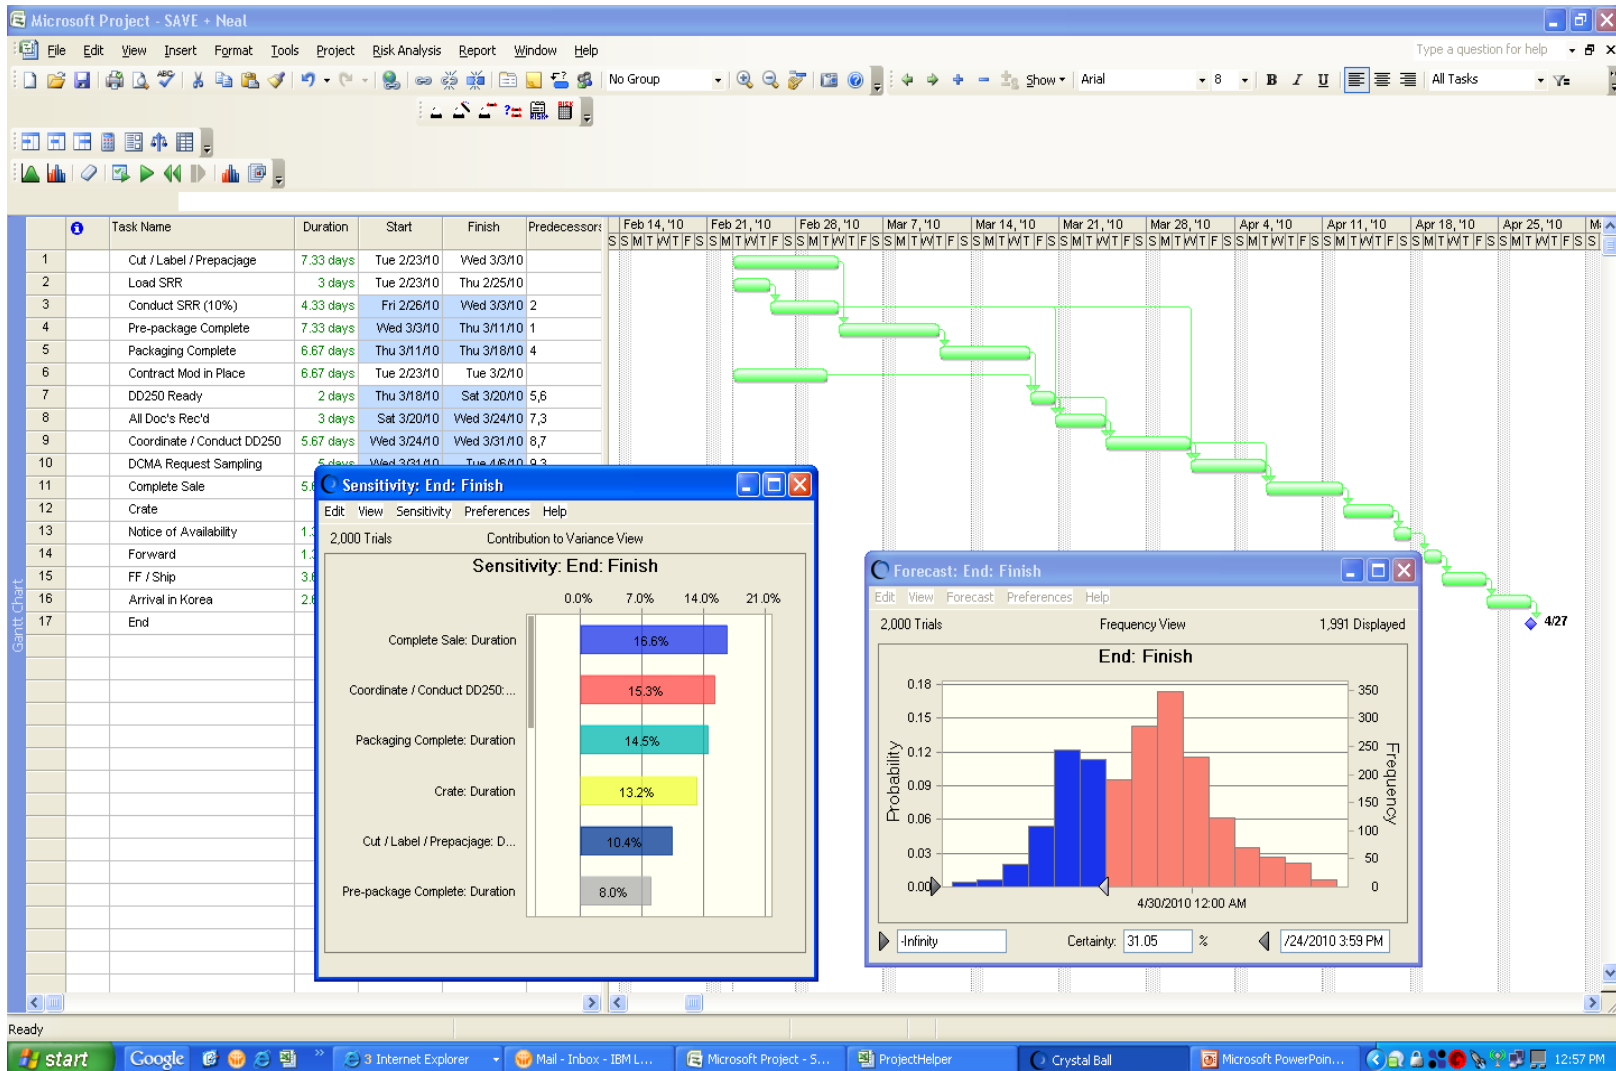 Microsoft Project - SAVE + Neal
File Edit View Insert Format Tools Project Risk Analysis Report Window Help
Type a question for help
No Group
Show
Arial
8
B I U
All Tasks
Task Name Duration Start Finish Predecessors
Feb 14, '10 Feb 21, '10 Feb 28, '10 Mar 7, '10 Mar 14, '10 Mar 21, '10 Mar 28, '10 Apr 4, '10 Apr 11, '10 Apr 18, '10 Apr 25, '10
S S M T W T F S S M T W T F S S M T W T F S S M T W T F S S M T W T F S S M T W T F S S M T W T F S S M T W T F S S M T W T F S S M T W T F S S M T W T F S S
1 Cut / Label / Prepacjage 7.33 days Tue 2/23/10 Wed 3/3/10
2 Load SRR 3 days Tue 2/23/10 Thu 2/25/10
3 Conduct SRR (10%) 4.33 days Fri 2/26/10 Wed 3/3/10 2
4 Pre-package Complete 7.33 days Wed 3/3/10 Thu 3/11/10 1
5 Packaging Complete 6.67 days Thu 3/11/10 Thu 3/18/10 4
6 Contract Mod in Place 6.67 days Tue 2/23/10 Tue 3/2/10
7 DD250 Ready 2 days Thu 3/18/10 Sat 3/20/10 5,6
8 All Doc's Rec'd 3 days Sat 3/20/10 Wed 3/24/10 7,3
9 Coordinate / Conduct DD250 5.67 days Wed 3/24/10 Wed 3/31/10 8,7
10 DCMA Request Sampling 5 days Wed 3/31/10 Tue 4/6/10 9,3
11 Complete Sale
12 Crate
13 Notice of Availability
14 Forward
15 FF / Ship
16 Arrival in Korea
17 End
4/27
Gantt Chart
Sensitivity: End: Finish
Edit View Sensitivity Preferences Help
2,000 Trials Contribution to Variance View
Sensitivity: End: Finish
0.0% 7.0% 14.0% 21.0%
Complete Sale: Duration 16.6%
Coordinate / Conduct DD250:... 15.3%
Packaging Complete: Duration 14.5%
Crate: Duration 13.2%
Cut / Label / Prepacjage: D... 10.4%
Pre-package Complete: Duration 8.0%
Forecast: End: Finish
Edit View Forecast Preferences Help
2,000 Trials Frequency View 1,991 Displayed
End: Finish
Probability
0.18
0.15
0.12
0.09
0.06
0.03
0.00
350
300
250
200
150
100
50
0
Frequency
4/30/2010 12:00 AM
-Infinity Certainty: 31.05 % /24/2010 3:59 PM
Ready
start Google 3 Internet Explorer Mail - Inbox - IBM L... Microsoft Project - S... ProjectHelper Crystal Ball Microsoft PowerPoin... 12:57 PM